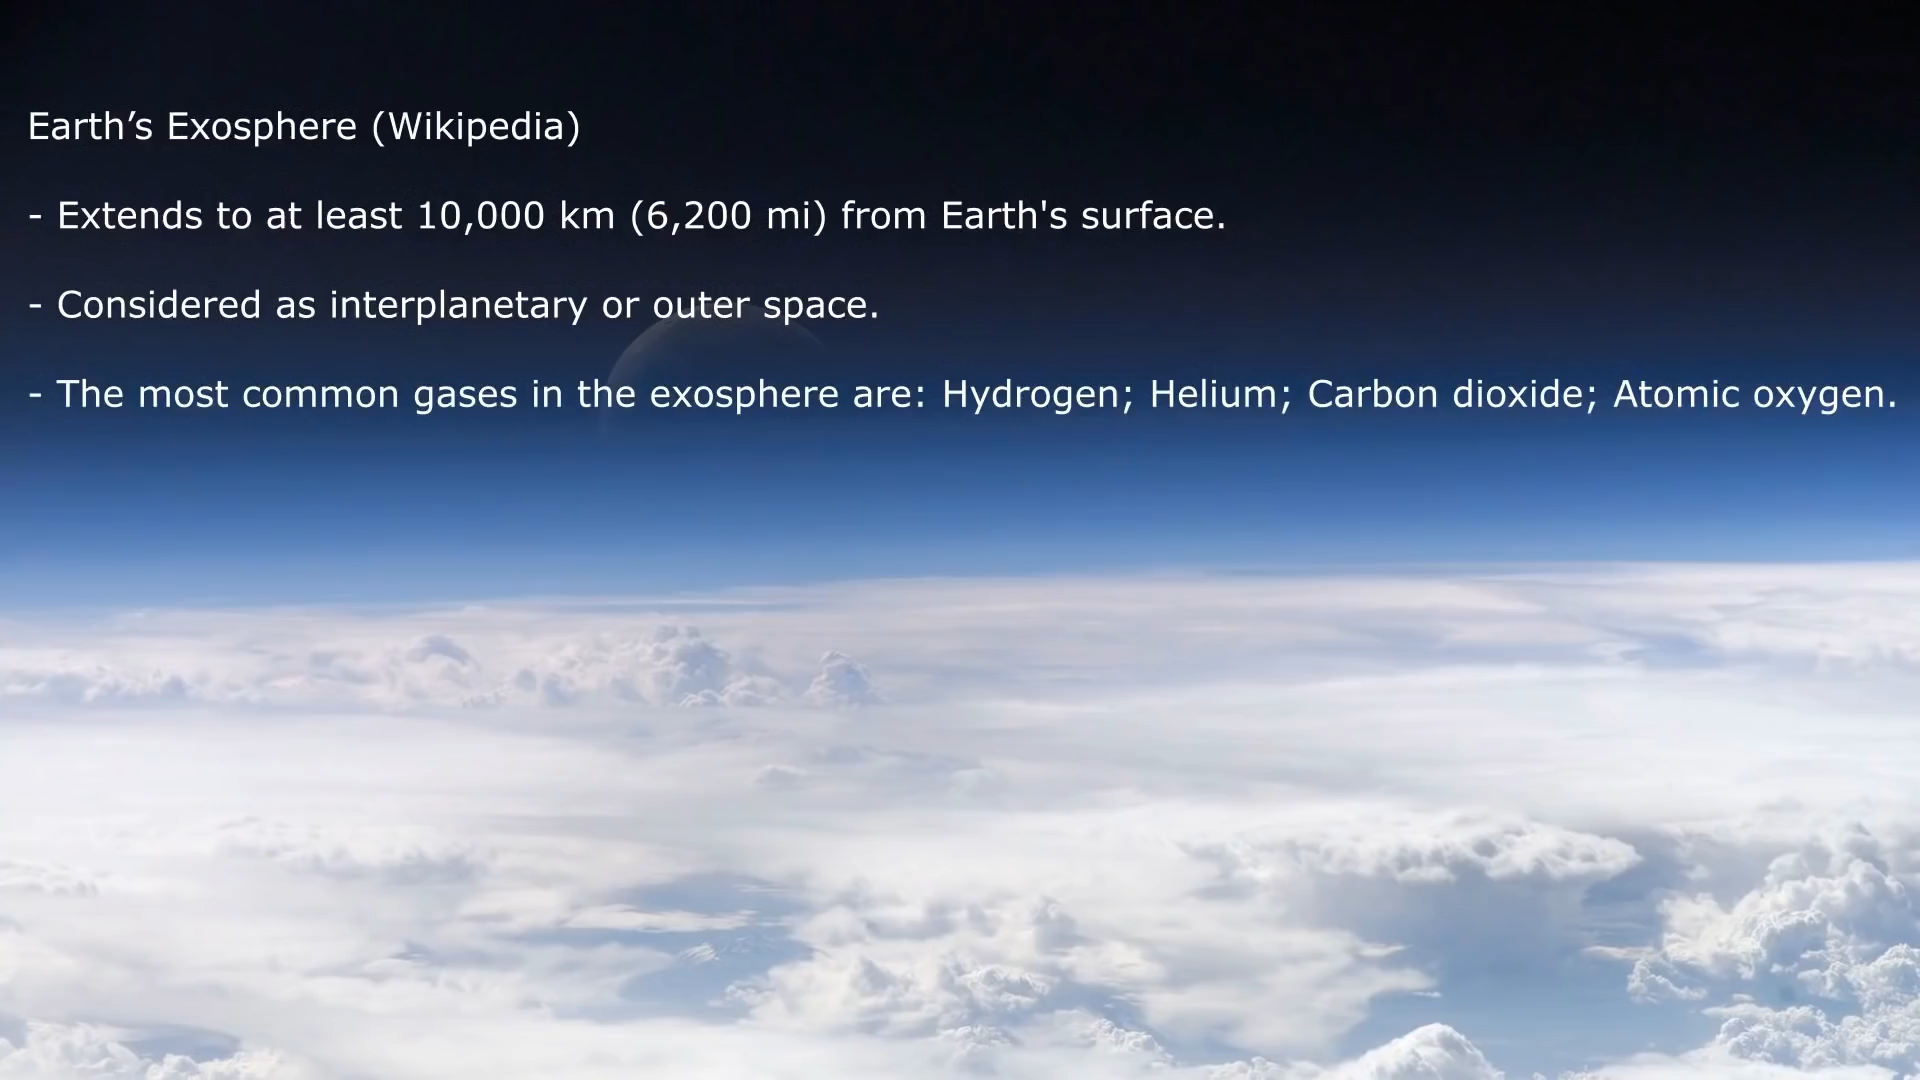 Earth’s Exosphere (Wikipedia)
- Extends to at least 10,000 km (6,200 mi) from Earth's surface.
- Considered as interplanetary or outer space.
- The most common gases in the exosphere are: Hydrogen; Helium; Carbon dioxide; Atomic oxygen.